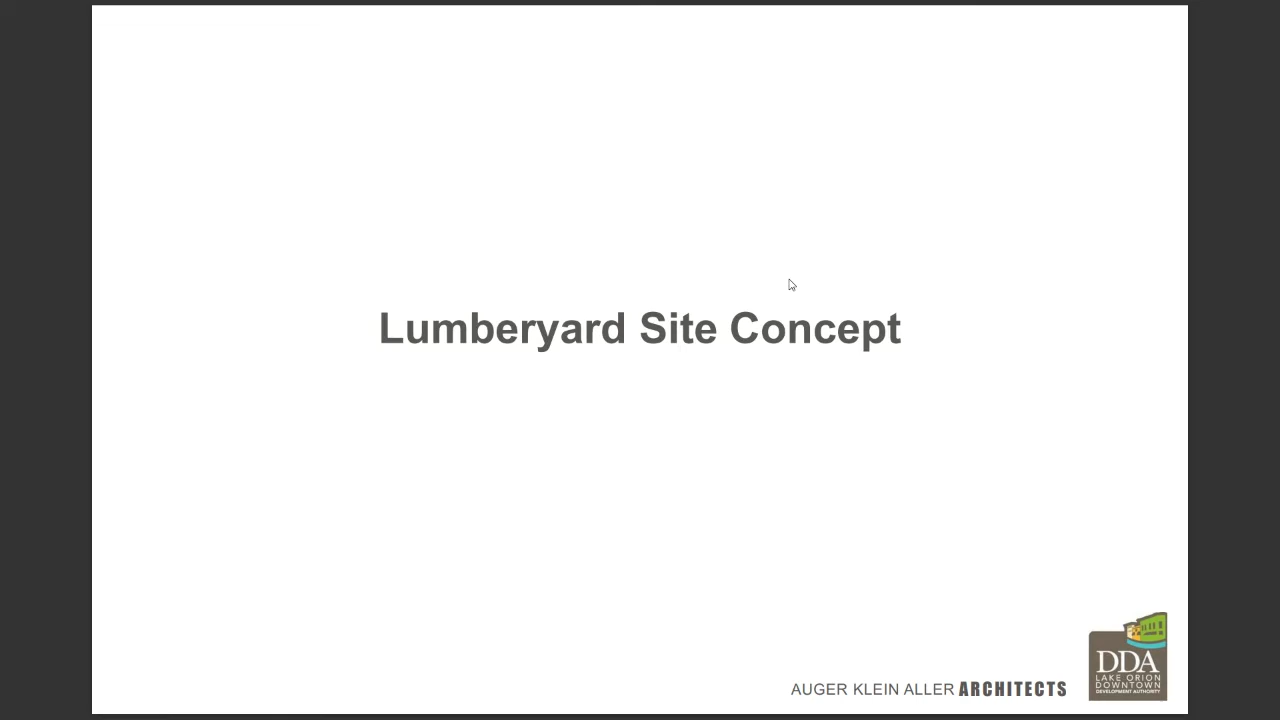 Lumberyard Site Concept
AUGER KLEIN ALLER ARCHITECTS
DDA
LAKE ORION
DOWNTOWN
DEVELOPMENT AUTHORITY